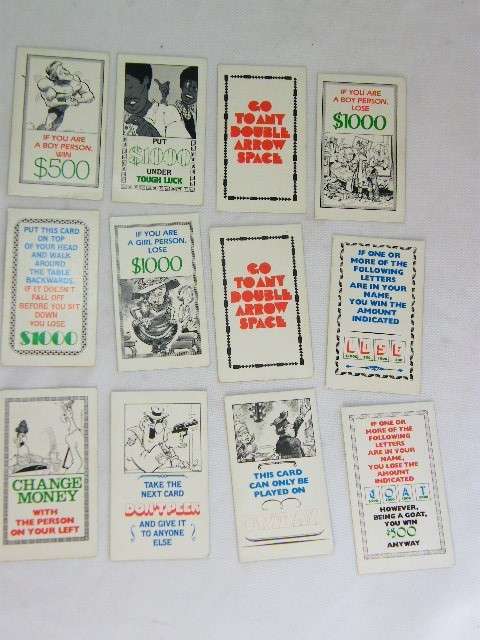 IF YOU ARE
A BOY PERSON,
WIN
$500
PUT
$1000
UNDER
TOUGH LUCK
GO
TO ANY
DOUBLE
ARROW
SPACE
IF YOU ARE
A BOY PERSON,
LOSE
$1000
PUT THIS CARD
ON TOP
OF YOUR HEAD
AND WALK
AROUND
THE TABLE
BACKWARDS.
IF IT DOESN'T
FALL OFF
BEFORE YOU SIT
DOWN
YOU LOSE
$1000
IF YOU ARE
A GIRL PERSON,
LOSE
$1000
GO
TO ANY
DOUBLE
ARROW
SPACE
IF ONE OR
MORE OF THE
FOLLOWING
LETTERS
ARE IN YOUR
NAME,
YOU WIN THE
AMOUNT
INDICATED
LOSE
CHANGE
MONEY
WITH
THE PERSON
ON YOUR LEFT
TAKE THE
NEXT CARD
DON'T PEEK
AND GIVE IT
TO ANYONE
ELSE
THIS CARD
CAN ONLY BE
PLAYED ON
IF ONE OR
MORE OF THE
FOLLOWING
LETTERS
ARE IN YOUR
NAME,
YOU LOSE THE
AMOUNT
INDICATED
GOAT
HOWEVER,
BEING A GOAT,
YOU WIN
$500
ANYWAY